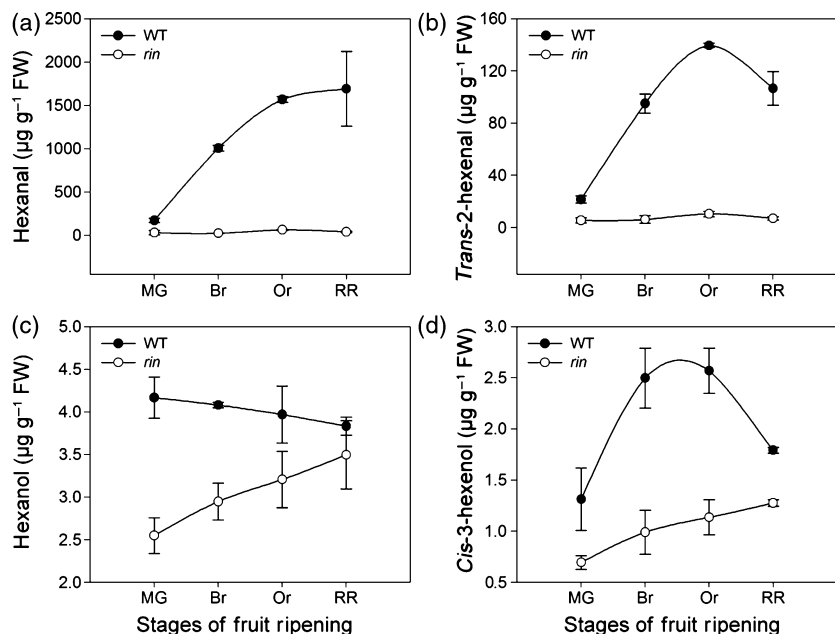 (a)
WT
rin
2500
2000
1500
1000
500
0
Hexanal (µg g⁻¹ FW)
MG Br Or RR
(b)
WT
rin
160
120
80
40
0
Trans-2-hexenal (µg g⁻¹ FW)
MG Br Or RR
(c)
WT
rin
5.0
4.5
4.0
3.5
3.0
2.5
2.0
Hexanol (µg g⁻¹ FW)
MG Br Or RR
Stages of fruit ripening
(d)
WT
rin
3.0
2.5
2.0
1.5
1.0
0.5
Cis-3-hexenol (µg g⁻¹ FW)
MG Br Or RR
Stages of fruit ripening